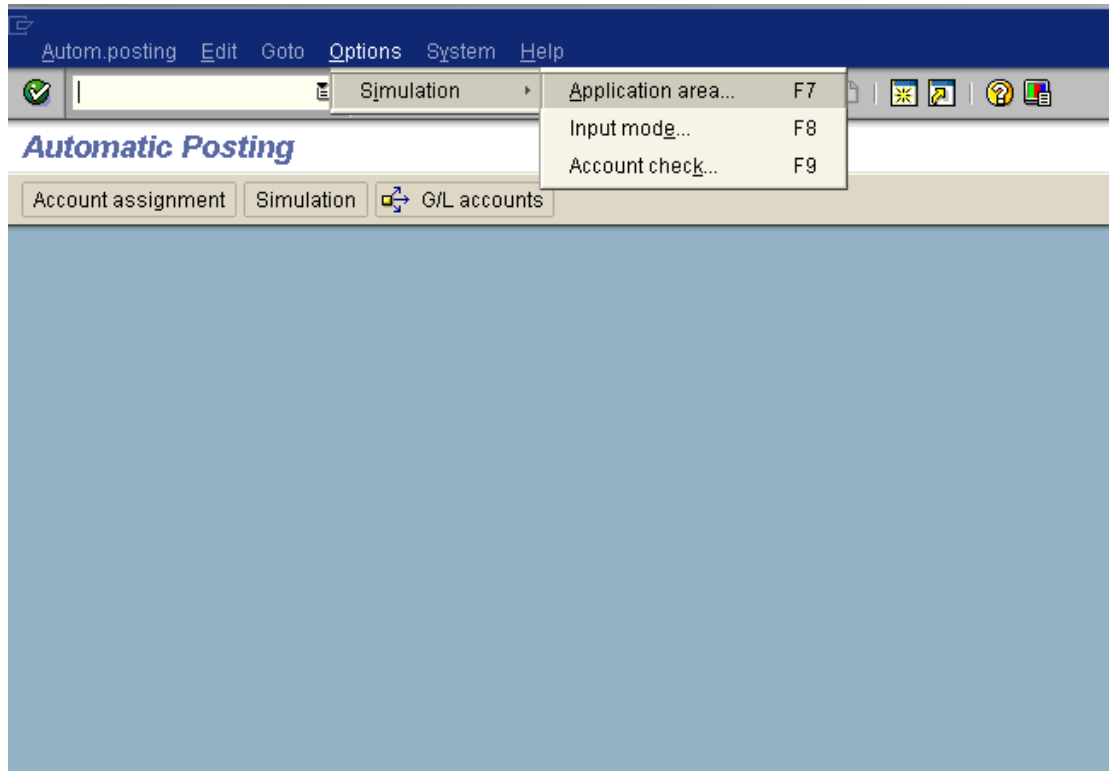 Autom.posting Edit Goto Options System Help
Simulation Application area... F7
Input mode... F8
Account check... F9
Automatic Posting
Account assignment Simulation G/L accounts